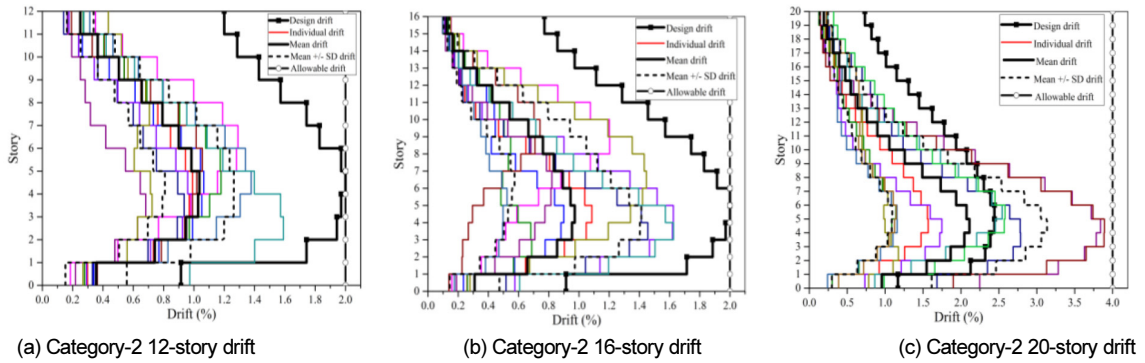 12
11
10
9
8
7
6
5
4
3
2
1
0
Story
Design drift
Individual drift
Mean drift
Mean +/- SD drift
Allowable drift
0.0 0.2 0.4 0.6 0.8 1.0 1.2 1.4 1.6 1.8 2.0
Drift (%)
(a) Category-2 12-story drift
16
15
14
13
12
11
10
9
8
7
6
5
4
3
2
1
0
Story
Design drift
Individual drift
Mean drift
Mean +/- SD drift
Allowable drift
0.0 0.2 0.4 0.6 0.8 1.0 1.2 1.4 1.6 1.8 2.0
Drift (%)
(b) Category-2 16-story drift
20
19
18
17
16
15
14
13
12
11
10
9
8
7
6
5
4
3
2
1
0
Story
Design drift
Individual drift
Mean drift
Mean +/- SD drift
Allowable drift
0.0 0.5 1.0 1.5 2.0 2.5 3.0 3.5 4.0
Drift (%)
(c) Category-2 20-story drift